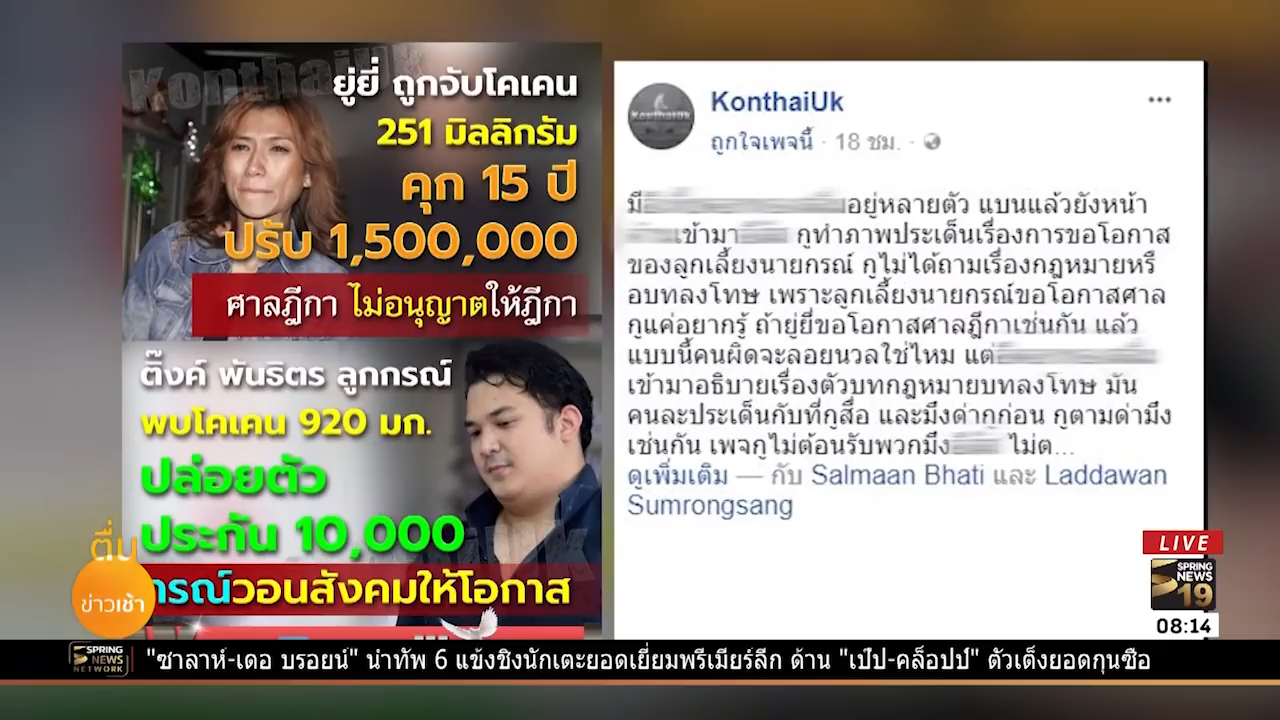 KonthaiUk
ยู่ยี่ ถูกจับโคเคน
251 มิลลิกรัม
คุก 15 ปี
ปรับ 1,500,000
ศาลฎีกา ไม่อนุญาตให้ฎีกา
ติ๊งค์ พันธิตร ลูกกรณ์
พบโคเคน 920 มก.
ปล่อยตัว
ประกัน 10,000
กรณ์วอนสังคมให้โอกาส
KonthaiUk
ถูกใจเพจนี้ · 18 ชม. ·
มี อยู่หลายตัว แบนแล้วยังหน้า
เข้ามา กูทำภาพประเด็นเรื่องการขอโอกาส
ของลูกเลี้ยงนายกรณ์ กูไม่ได้ถามเรื่องกฎหมายหรื
อบทลงโทษ เพราะลูกเลี้ยงนายกรณ์ขอโอกาสศาล
กูแค่อยากรู้ ถ้ายู่ยี่ขอโอกาสศาลฎีกาเช่นกัน แล้ว
แบบนี้คนผิดจะลอยนวลใช่ไหม แต่
เข้ามาอธิบายเรื่องตัวบทกฎหมายบทลงโทษ มัน
คนละประเด็นกับที่กูสื่อ และมึงด่ากูก่อน กูตามด่ามึง
เช่นกัน เพจกูไม่ต้อนรับพวกมึง ไม่ต...
ดูเพิ่มเติม — กับ Salmaan Bhati และ Laddawan
Sumrongsang
ตื่น
ข่าวเช้า
LIVE
SPRING
NEWS
19
08:14
SPRING
NEWS
NETWORK
"ซาลาห์-เดอ บรอยน์" นำทัพ 6 แข้งชิงนักเตะยอดเยี่ยมพรีเมียร์ลีก ด้าน "เป๊ป-คล็อปป์" ตัวเต็งยอดกุนซือ